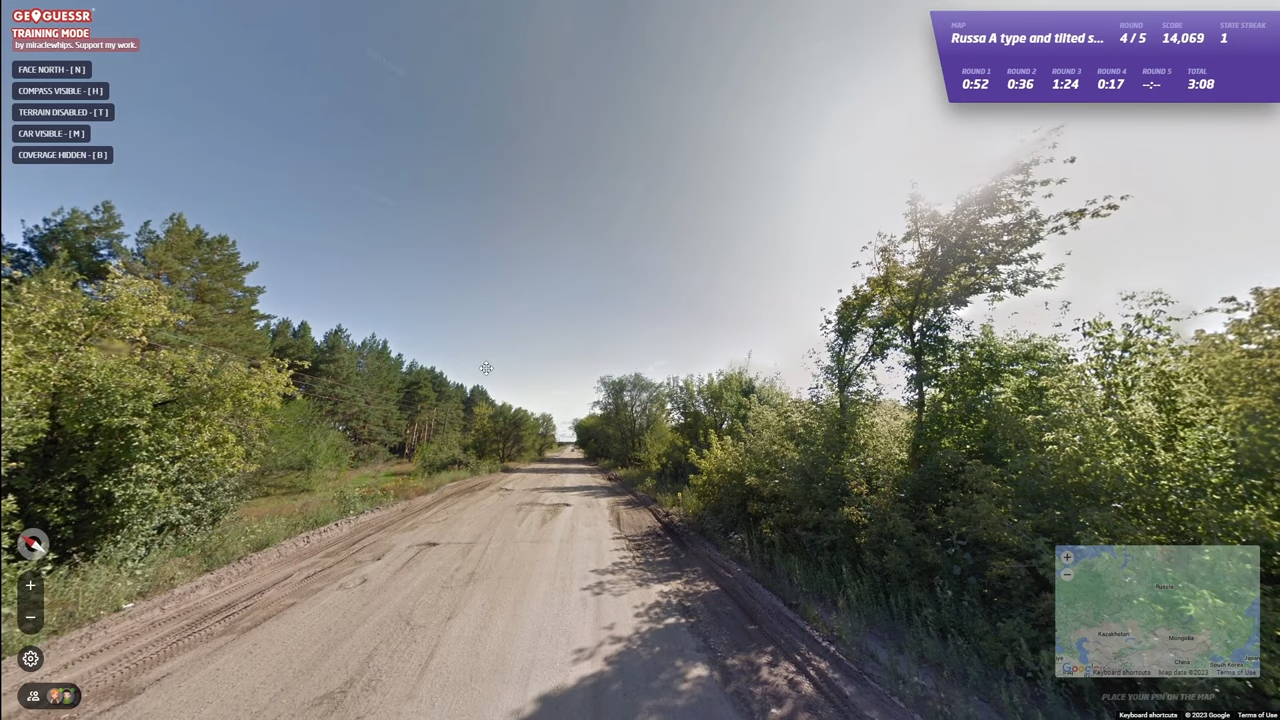 GEOGUESSR
TRAINING MODE
by miraclewhips. Support my work.
FACE NORTH - [ N ]
COMPASS VISIBLE - [ H ]
TERRAIN DISABLED - [ T ]
CAR VISIBLE - [ M ]
COVERAGE HIDDEN - [ B ]
MAP ROUND SCORE STATE STREAK
Russa A type and tilted s... 4 / 5 14,069 1
ROUND 1 ROUND 2 ROUND 3 ROUND 4 ROUND 5 TOTAL
0:52 0:36 1:24 0:17 --:-- 3:08
Russia
Kazakhstan
Mongolia
China
South Korea
Japan
Iraq
Google
Keyboard shortcuts Map data ©2023 Terms of Use
PLACE YOUR PIN ON THE MAP
Keyboard shortcuts © 2023 Google Terms of Use